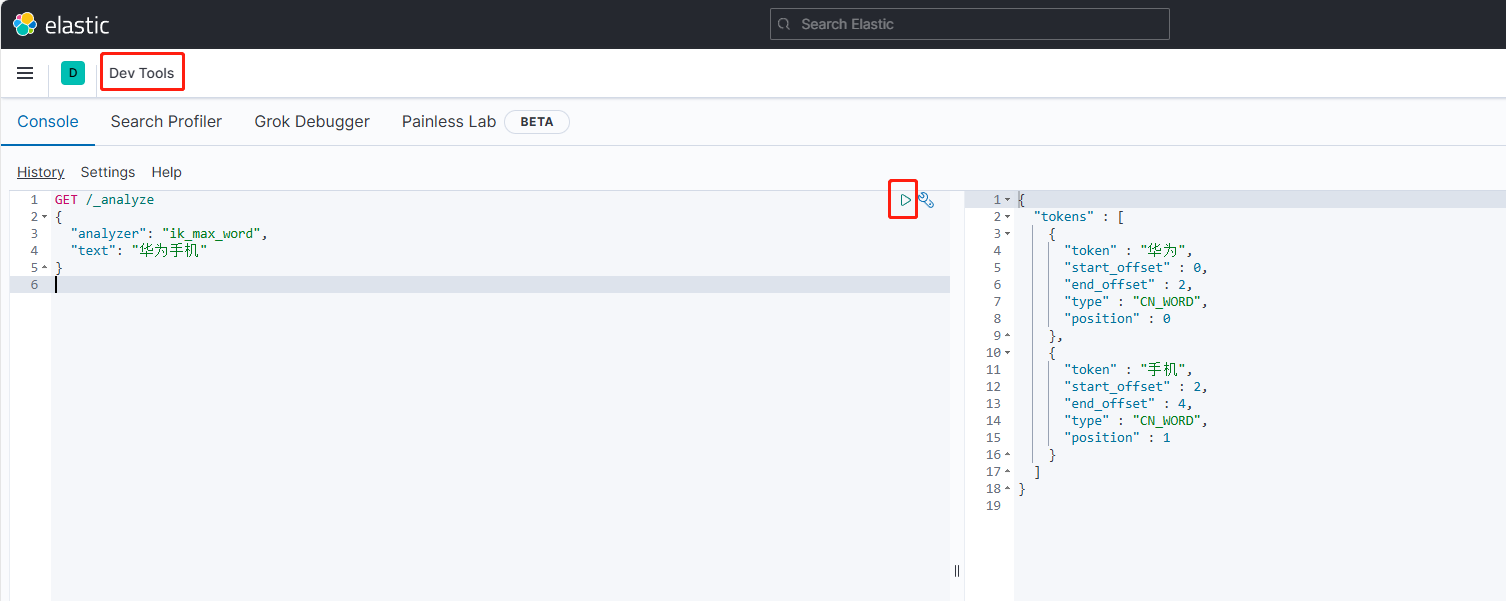 elastic
Search Elastic
D
Dev Tools
Console Search Profiler Grok Debugger Painless Lab BETA
History Settings Help
1 GET /_analyze
2 {
3 "analyzer": "ik_max_word",
4 "text": "华为手机"
5 }
6
1 {
2 "tokens" : [
3 {
4 "token" : "华为",
5 "start_offset" : 0,
6 "end_offset" : 2,
7 "type" : "CN_WORD",
8 "position" : 0
9 },
10 {
11 "token" : "手机",
12 "start_offset" : 2,
13 "end_offset" : 4,
14 "type" : "CN_WORD",
15 "position" : 1
16 }
17 ]
18 }
19